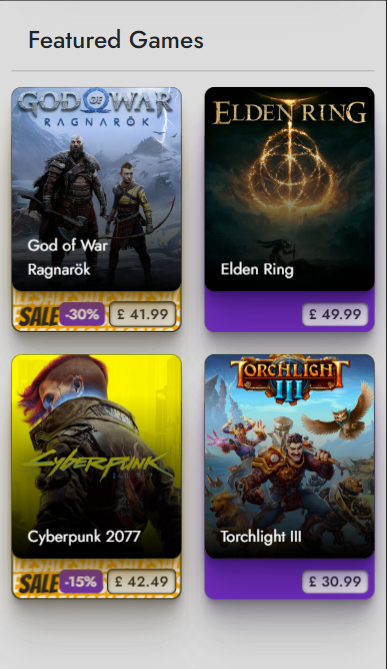 Featured Games
GOD OF WAR
RAGNARÖK
God of War
Ragnarök
SALE -30% £ 41.99
ELDEN RING
Elden Ring
£ 49.99
CYBERPUNK
Cyberpunk 2077
SALE -15% £ 42.49
TORCHLIGHT
III
Torchlight III
£ 30.99